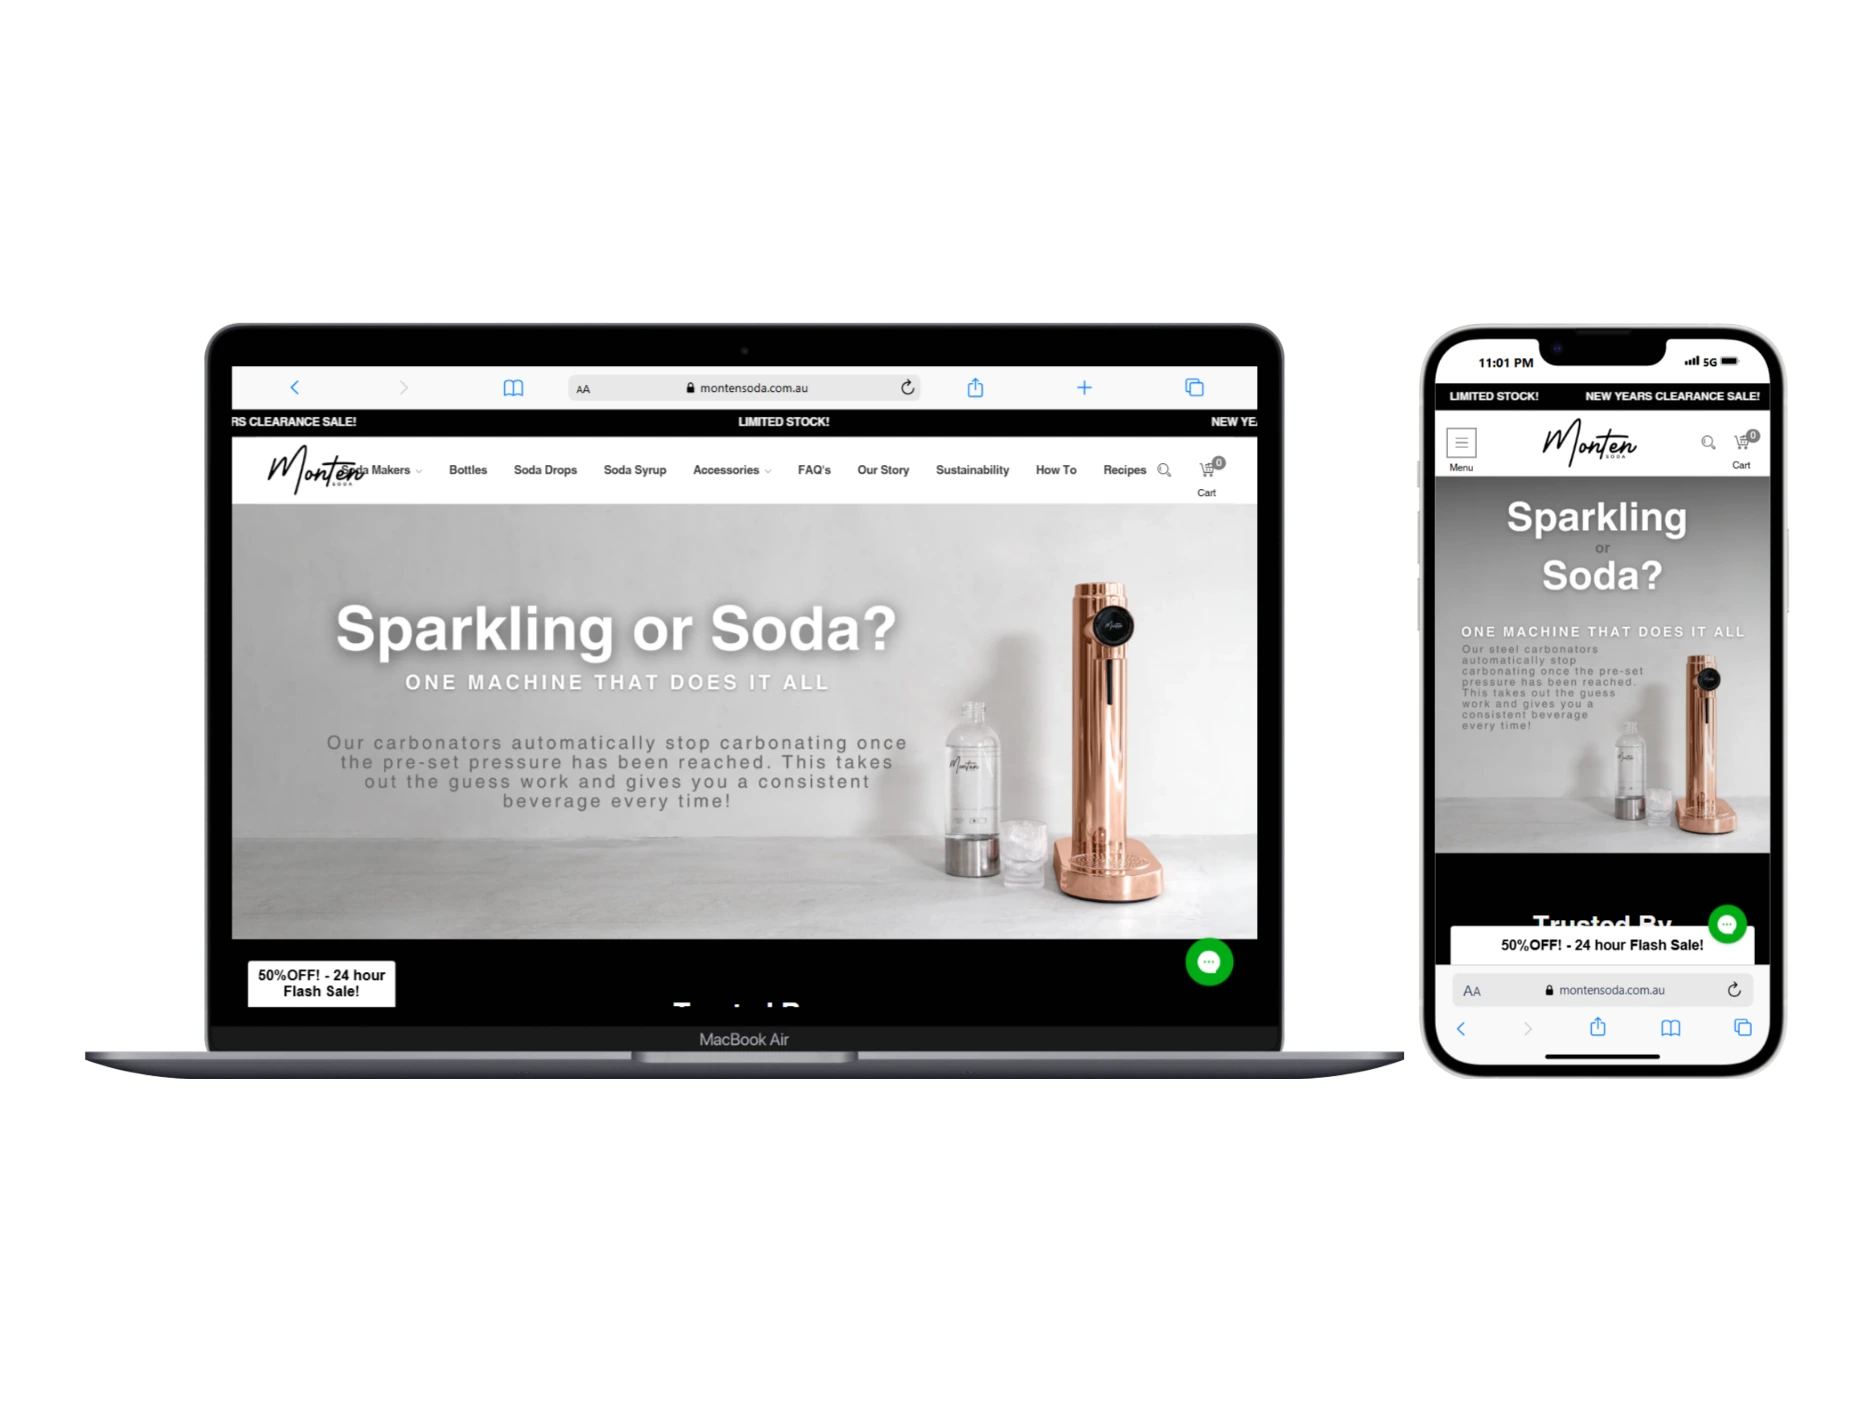 AA
montensoda.com.au
RS CLEARANCE SALE!
LIMITED STOCK!
NEW YE
Monten
SODA
Soda Makers
Bottles
Soda Drops
Soda Syrup
Accessories
FAQ's
Our Story
Sustainability
How To
Recipes
0
Cart
Sparkling or Soda?
ONE MACHINE THAT DOES IT ALL
Our carbonators automatically stop carbonating once
the pre-set pressure has been reached. This takes
out the guess work and gives you a consistent
beverage every time!
Monten
Monten
50%OFF! - 24 hour
Flash Sale!
MacBook Air
11:01 PM
5G
LIMITED STOCK!
NEW YEARS CLEARANCE SALE!
Menu
Monten
SODA
0
Cart
Sparkling
or
Soda?
ONE MACHINE THAT DOES IT ALL
Our steel carbonators
automatically stop
carbonating once the pre-set
pressure has been reached.
This takes out the guess
work and gives you a
consistent beverage
every time!
Monten
Trusted By
50%OFF! - 24 hour Flash Sale!
AA
montensoda.com.au